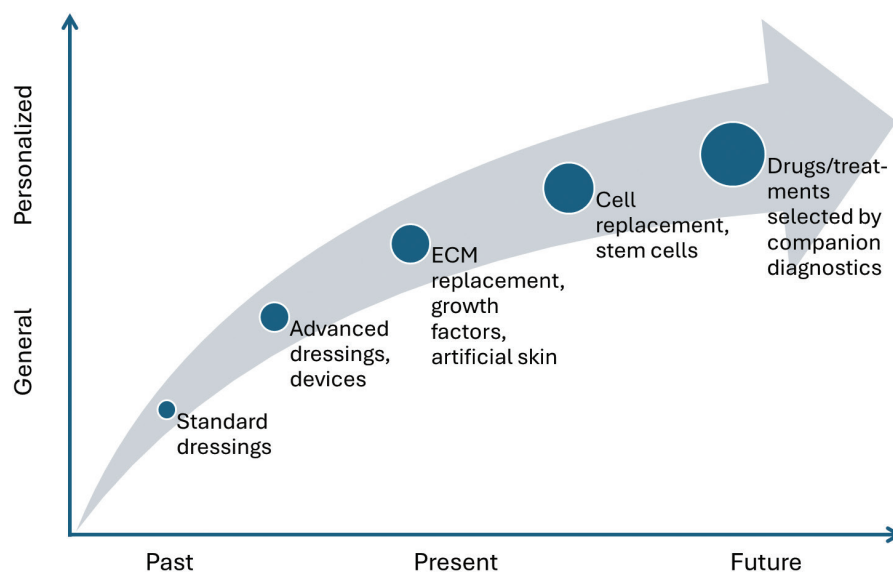 Personalized
General
Drugs/treat-
ments
selected by
companion
diagnostics
Cell
replacement,
stem cells
ECM
replacement,
growth
factors,
artificial skin
Advanced
dressings,
devices
Standard
dressings
Past
Present
Future